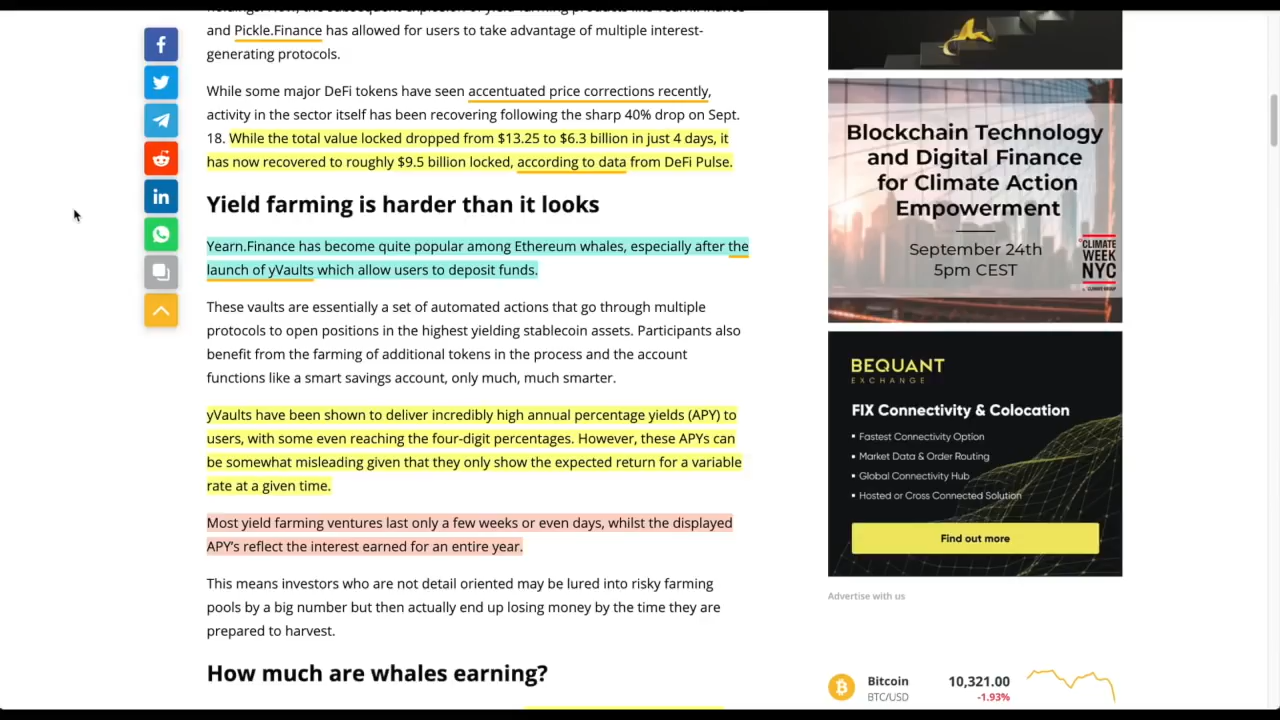 and Pickle.Finance has allowed for users to take advantage of multiple interest-
generating protocols.
While some major DeFi tokens have seen accentuated price corrections recently,
activity in the sector itself has been recovering following the sharp 40% drop on Sept.
18. While the total value locked dropped from $13.25 to $6.3 billion in just 4 days, it
has now recovered to roughly $9.5 billion locked, according to data from DeFi Pulse.
Yield farming is harder than it looks
Yearn.Finance has become quite popular among Ethereum whales, especially after the
launch of yVaults which allow users to deposit funds.
These vaults are essentially a set of automated actions that go through multiple
protocols to open positions in the highest yielding stablecoin assets. Participants also
benefit from the farming of additional tokens in the process and the account
functions like a smart savings account, only much, much smarter.
yVaults have been shown to deliver incredibly high annual percentage yields (APY) to
users, with some even reaching the four-digit percentages. However, these APYs can
be somewhat misleading given that they only show the expected return for a variable
rate at a given time.
Most yield farming ventures last only a few weeks or even days, whilst the displayed
APY's reflect the interest earned for an entire year.
This means investors who are not detail oriented may be lured into risky farming
pools by a big number but then actually end up losing money by the time they are
prepared to harvest.
How much are whales earning?
Blockchain Technology
and Digital Finance
for Climate Action
Empowerment
September 24th
5pm CEST
CLIMATE
WEEK
NYC
BEQUANT
EXCHANGE
FIX Connectivity & Colocation
▪ Fastest Connectivity Option
▪ Market Data & Order Routing
▪ Global Connectivity Hub
▪ Hosted or Cross Connected Solution
Find out more
Advertise with us
Bitcoin 10,321.00
BTC/USD -1.93%